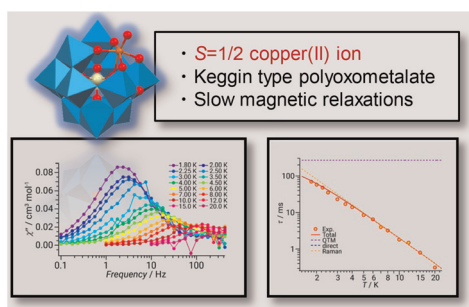 · S=1/2 copper(II) ion
· Keggin type polyoxometalate
· Slow magnetic relaxations
χ" / cm³ mol⁻¹
0.08
0.06
0.04
0.02
0.00
1.80 K 2.00 K
2.25 K 2.50 K
3.00 K 3.50 K
4.00 K 4.50 K
5.00 K 6.00 K
7.00 K 8.00 K
10.0 K 12.0 K
15.0 K 20.0 K
0.1 1 10 100
Frequency / Hz
τ / ms
100
10
1
Exp.
Total
QTM
direct
Raman
2 3 4 5 6 8 10 15 20
T / K